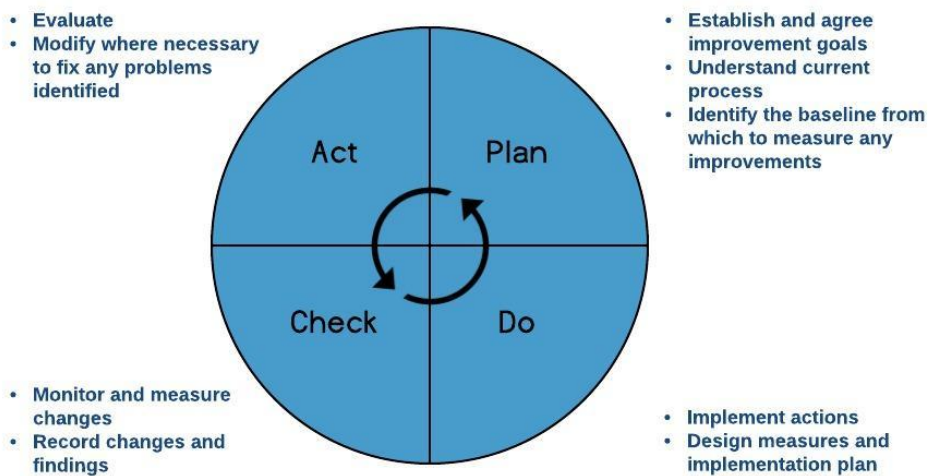 • Evaluate
• Modify where necessary
to fix any problems
identified
• Establish and agree
improvement goals
• Understand current
process
• Identify the baseline from
which to measure any
improvements
Act
Plan
Check
Do
• Monitor and measure
changes
• Record changes and
findings
• Implement actions
• Design measures and
implementation plan